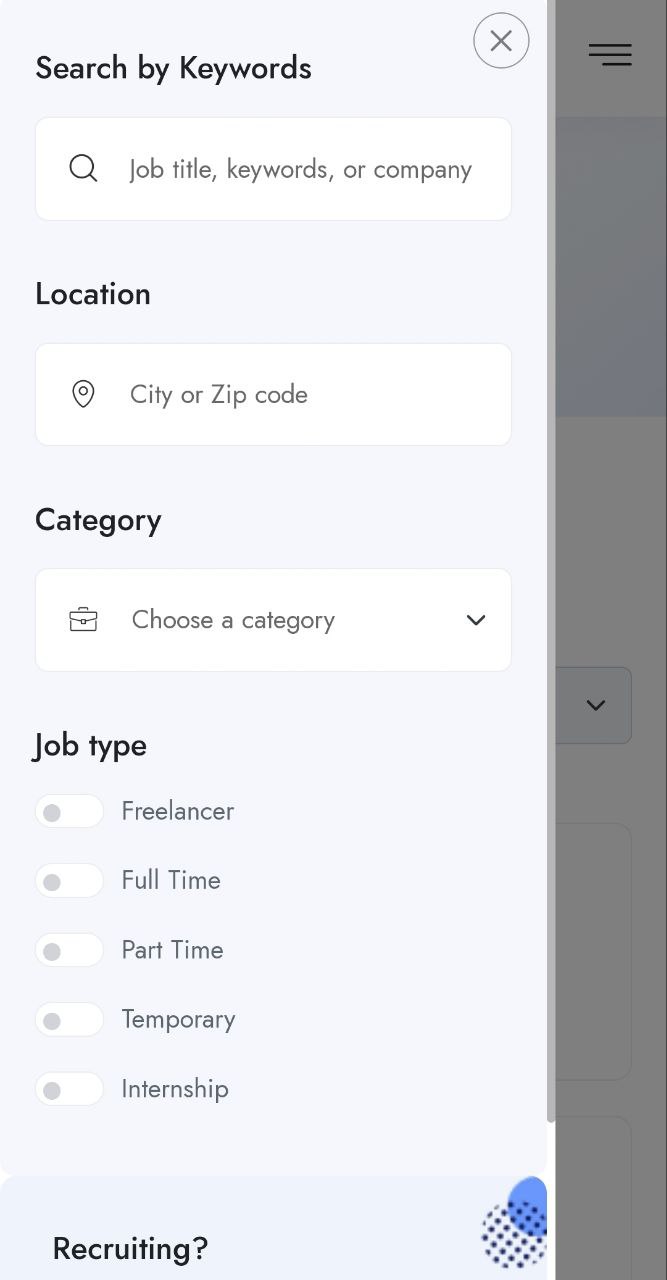 Search by Keywords
Job title, keywords, or company
Location
City or Zip code
Category
Choose a category
Job type
Freelancer
Full Time
Part Time
Temporary
Internship
Recruiting?